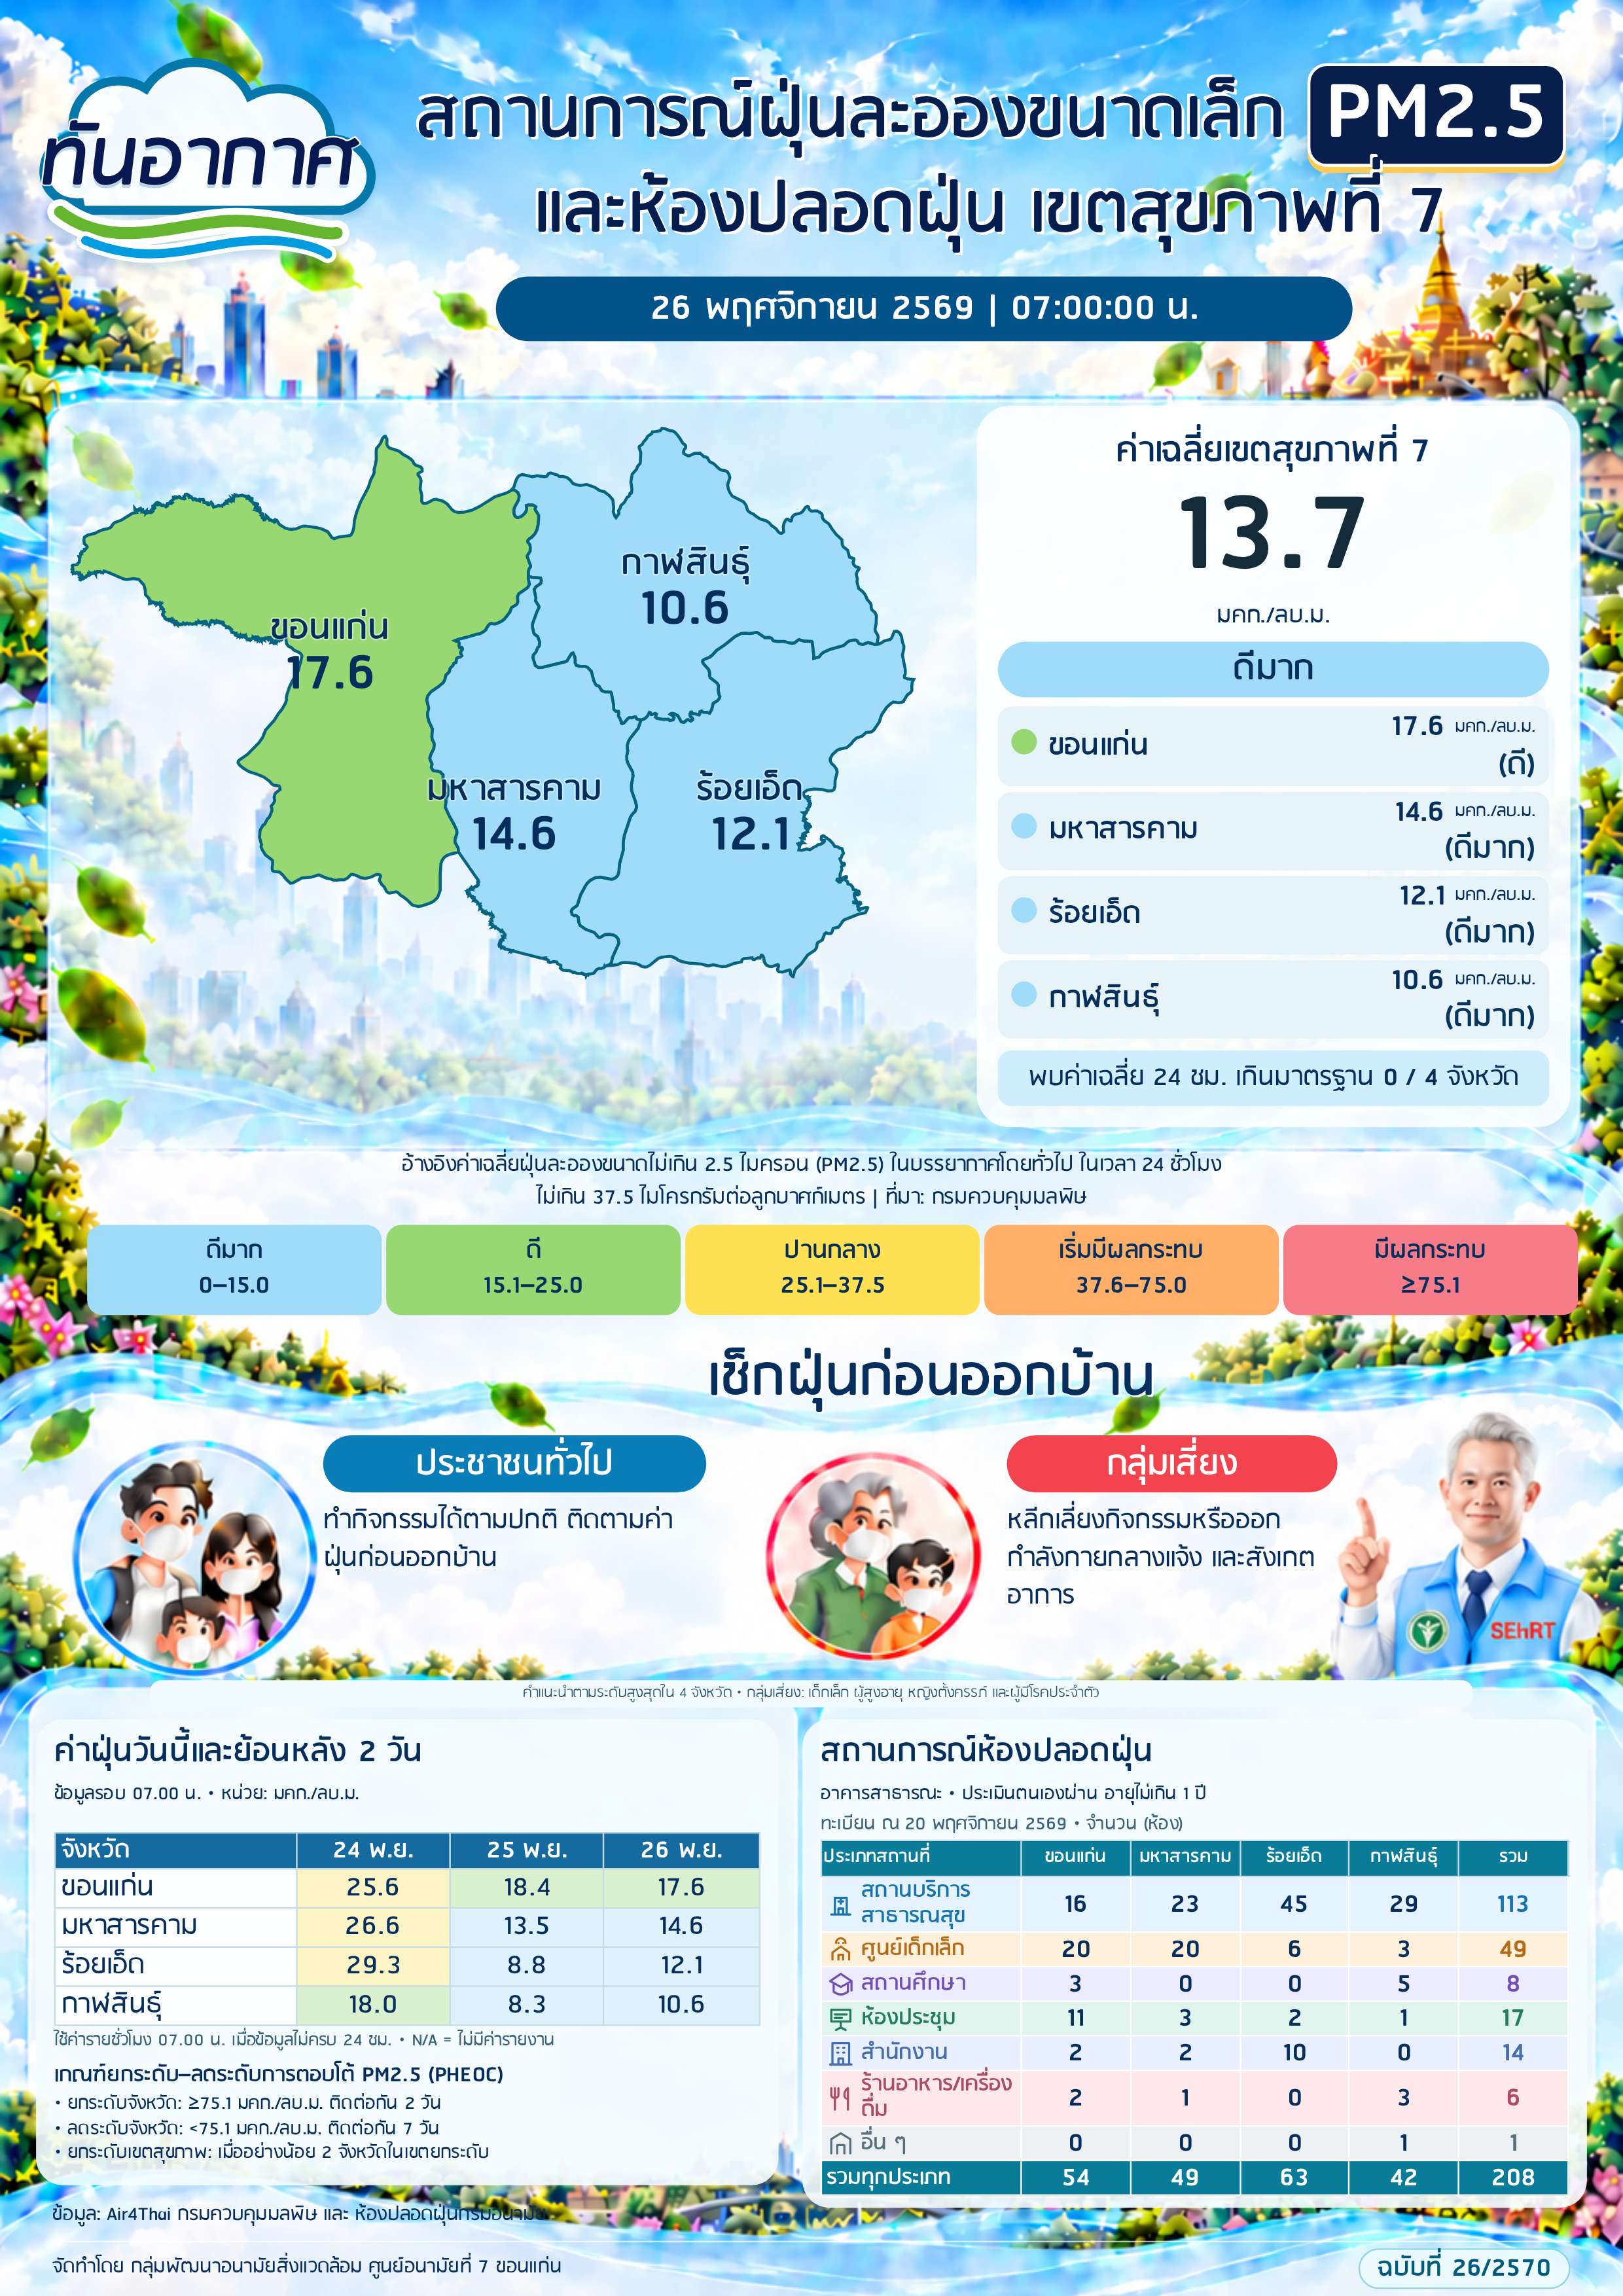 ทันอากาศ
สถานการณ์ฝุ่นละอองขนาดเล็ก PM2.5
และห้องปลอดฝุ่น เขตสุขภาพที่ 7
26 พฤศจิกายน 2569 | 07:00:00 น.
กาฬสินธุ์
10.6
ขอนแก่น
17.6
มหาสารคาม
14.6
ร้อยเอ็ด
12.1
ค่าเฉลี่ยเขตสุขภาพที่ 7
13.7
มคก./ลบ.ม.
ดีมาก
ขอนแก่น 17.6 มคก./ลบ.ม.
(ดี)
มหาสารคาม 14.6 มคก./ลบ.ม.
(ดีมาก)
ร้อยเอ็ด 12.1 มคก./ลบ.ม.
(ดีมาก)
กาฬสินธุ์ 10.6 มคก./ลบ.ม.
(ดีมาก)
พบค่าเฉลี่ย 24 ชม. เกินมาตรฐาน 0 / 4 จังหวัด
อ้างอิงค่าเฉลี่ยฝุ่นละอองขนาดไม่เกิน 2.5 ไมครอน (PM2.5) ในบรรยากาศโดยทั่วไป ในเวลา 24 ชั่วโมง
ไม่เกิน 37.5 ไมโครกรัมต่อลูกบาศก์เมตร | ที่มา: กรมควบคุมมลพิษ
ดีมาก ดี ปานกลาง เริ่มมีผลกระทบ มีผลกระทบ
0–15.0 15.1–25.0 25.1–37.5 37.6–75.0 ≥75.1
เช็กฝุ่นก่อนออกบ้าน
ประชาชนทั่วไป
ทำกิจกรรมได้ตามปกติ ติดตามค่า
ฝุ่นก่อนออกบ้าน
กลุ่มเสี่ยง
หลีกเลี่ยงกิจกรรมหรือออก
กำลังกายกลางแจ้ง และสังเกต
อาการ
SEhRT
คำแนะนำตามระดับสูงสุดใน 4 จังหวัด • กลุ่มเสี่ยง: เด็กเล็ก ผู้สูงอายุ หญิงตั้งครรภ์ และผู้มีโรคประจำตัว
ค่าฝุ่นวันนี้และย้อนหลัง 2 วัน
ข้อมูลรอบ 07.00 น. • หน่วย: มคก./ลบ.ม.
จังหวัด 24 พ.ย. 25 พ.ย. 26 พ.ย.
ขอนแก่น 25.6 18.4 17.6
มหาสารคาม 26.6 13.5 14.6
ร้อยเอ็ด 29.3 8.8 12.1
กาฬสินธุ์ 18.0 8.3 10.6
ใช้ค่ารายชั่วโมง 07.00 น. เมื่อข้อมูลไม่ครบ 24 ชม. • N/A = ไม่มีค่ารายงาน
เกณฑ์ยกระดับ–ลดระดับการตอบโต้ PM2.5 (PHEOC)
• ยกระดับจังหวัด: ≥75.1 มคก./ลบ.ม. ติดต่อกัน 2 วัน
• ลดระดับจังหวัด: <75.1 มคก./ลบ.ม. ติดต่อกัน 7 วัน
• ยกระดับเขตสุขภาพ: เมื่ออย่างน้อย 2 จังหวัดในเขตยกระดับ
สถานการณ์ห้องปลอดฝุ่น
อาคารสาธารณะ • ประเมินตนเองผ่าน อายุไม่เกิน 1 ปี
ทะเบียน ณ 20 พฤศจิกายน 2569 • จำนวน (ห้อง)
ประเภทสถานที่ ขอนแก่น มหาสารคาม ร้อยเอ็ด กาฬสินธุ์ รวม
สถานบริการ
สาธารณสุข 16 23 45 29 113
ศูนย์เด็กเล็ก 20 20 6 3 49
สถานศึกษา 3 0 0 5 8
ห้องประชุม 11 3 2 1 17
สำนักงาน 2 2 10 0 14
ร้านอาหาร/เครื่อง
ดื่ม 2 1 0 3 6
อื่น ๆ 0 0 0 1 1
รวมทุกประเภท 54 49 63 42 208
ข้อมูล: Air4Thai กรมควบคุมมลพิษ และ ห้องปลอดฝุ่นกรมอนามัย
จัดทำโดย กลุ่มพัฒนาอนามัยสิ่งแวดล้อม ศูนย์อนามัยที่ 7 ขอนแก่น
ฉบับที่ 26/2570